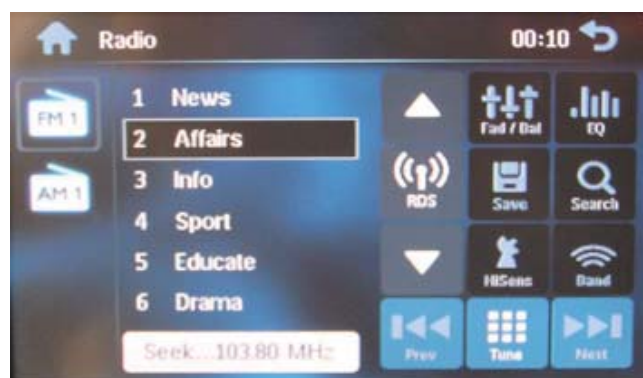 Radio
00:10
FM 1
AM 1
1 News
2 Affairs
3 Info
4 Sport
5 Educate
6 Drama
Seek...103.80 MHz
RDS
Fad / Bal
EQ
Save
Search
HiSens
Band
Prev
Tune
Next